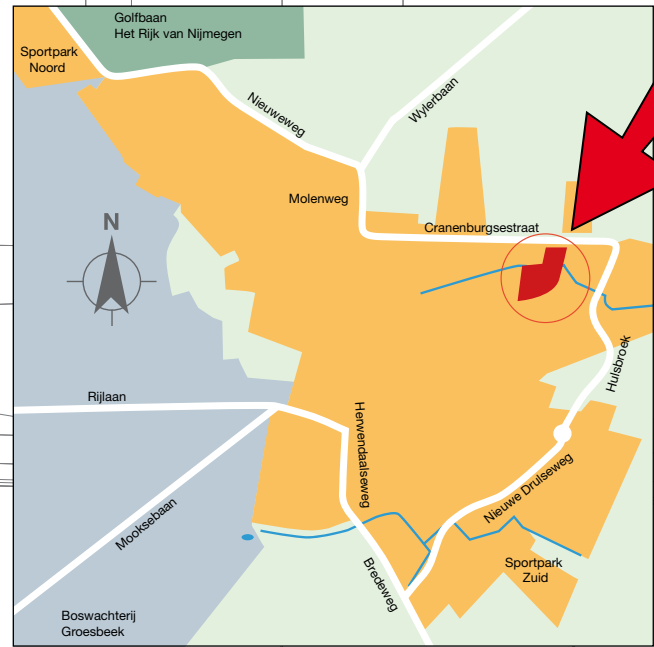 Golfbaan
Het Rijk van Nijmegen
Sportpark
Noord
Nieuweweg
Wylerbaan
Molenweg
Cranenburgsestraat
N
Hulsbroek
Rijlaan
Herwendaalseweg
Mooksebaan
Nieuwe Drulseweg
Bredeweg
Sportpark
Zuid
Boswachterij
Groesbeek